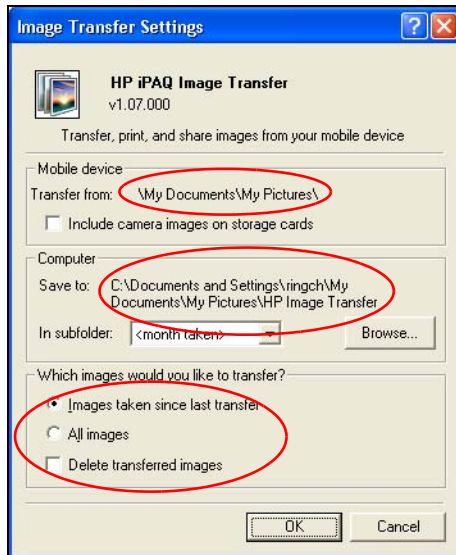 Image Transfer Settings
?
X
HP iPAQ Image Transfer
v1.07.000
Transfer, print, and share images from your mobile device
Mobile device
Transfer from: \My Documents\My Pictures\
Include camera images on storage cards
Computer
Save to: C:\Documents and Settings\ringch\My
Documents\My Pictures\HP Image Transfer
In subfolder: <month taken> Browse...
Which images would you like to transfer?
Images taken since last transfer
All images
Delete transferred images
OK Cancel